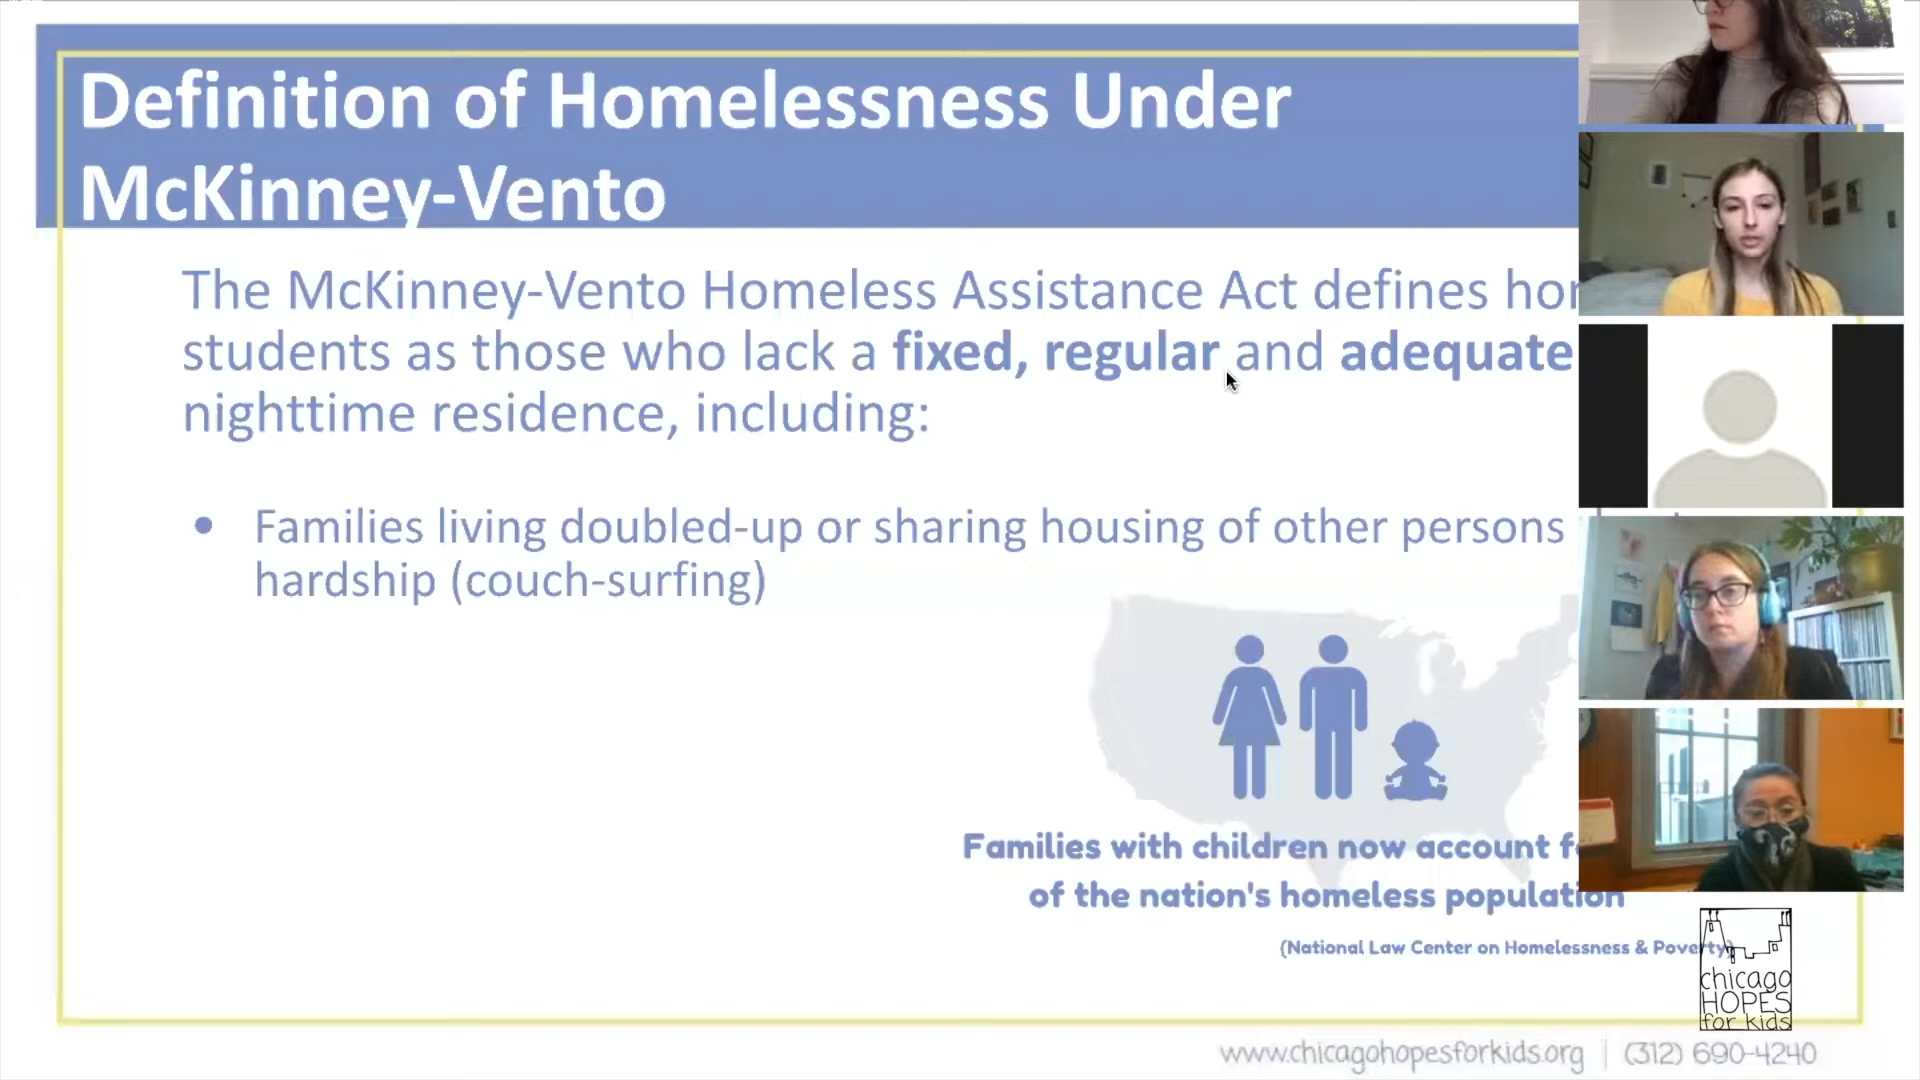 Definition of Homelessness Under
McKinney-Vento
The McKinney-Vento Homeless Assistance Act defines
students as those who lack a fixed, regular and adequate
nighttime residence, including:
• Families living doubled-up or sharing housing of other persons
hardship (couch-surfing)
Families with children now account
of the nation's homeless population
(National Law Center on Homelessness & Poverty)
chicago
HOPES
for kids
www.chicagohopesforkids.org | (312) 690-4240